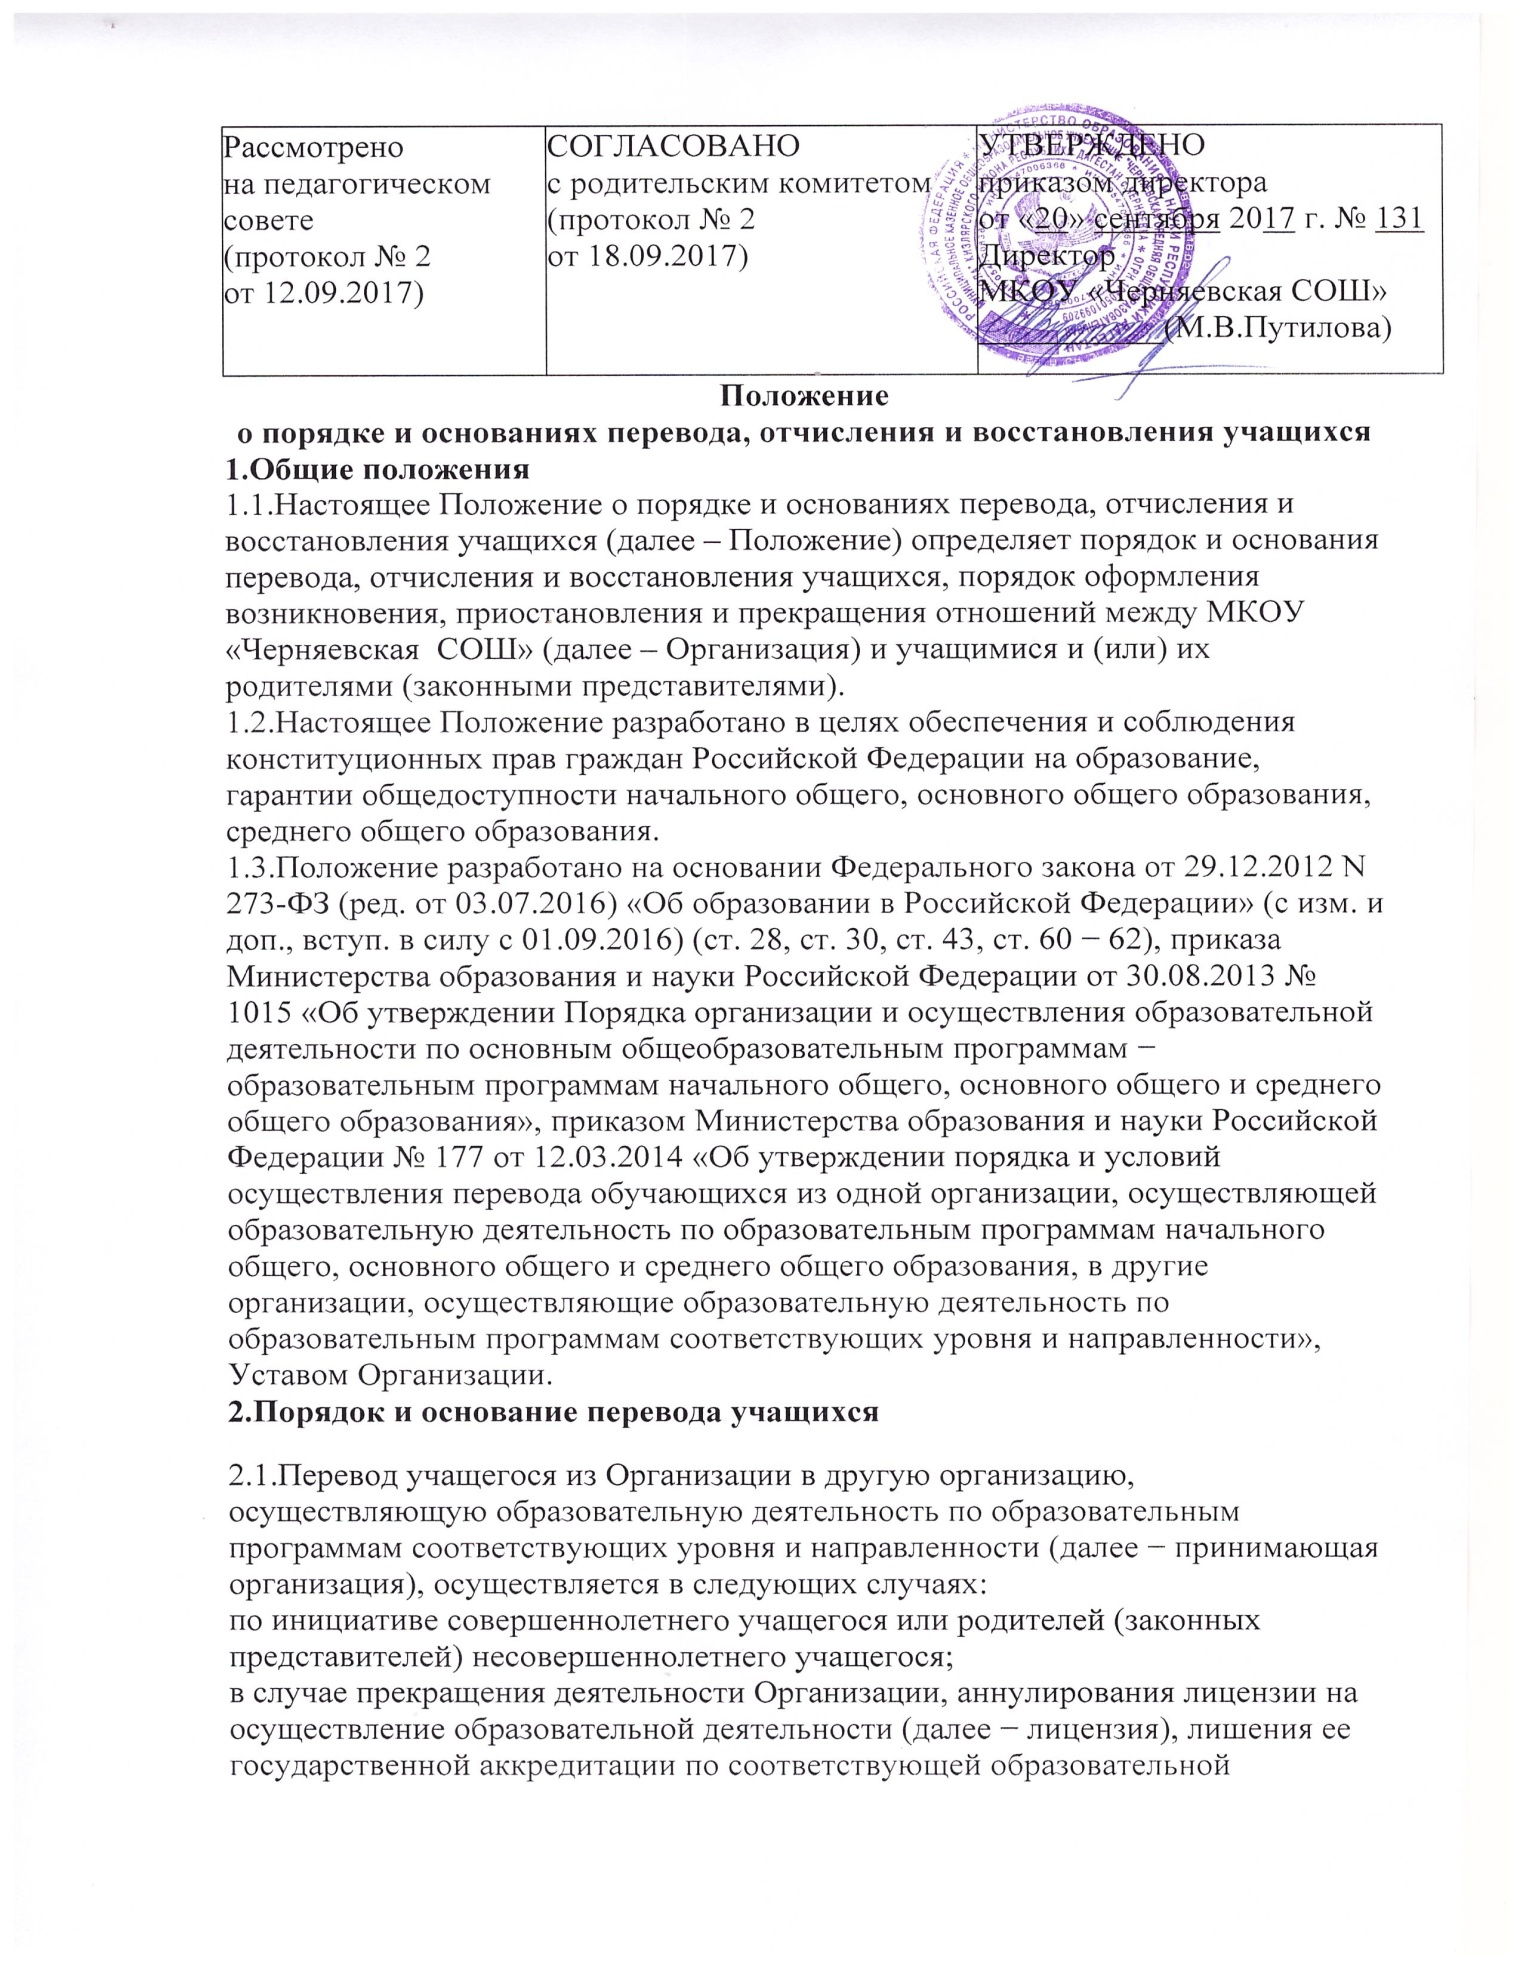 Рассмотрено
на педагогическом
совете
(протокол № 2
от 12.09.2017)
СОГЛАСОВАНО
с родительским комитетом
(протокол № 2
от 18.09.2017)
УТВЕРЖДЕНО
приказом директора
от «20» сентября 2017 г. № 131
Директор
МКОУ «Черняевская СОШ»
(М.В.Путилова)
Положение
о порядке и основаниях перевода, отчисления и восстановления учащихся
1.Общие положения
1.1.Настоящее Положение о порядке и основаниях перевода, отчисления и
восстановления учащихся (далее – Положение) определяет порядок и основания
перевода, отчисления и восстановления учащихся, порядок оформления
возникновения, приостановления и прекращения отношений между МКОУ
«Черняевская СОШ» (далее – Организация) и учащимися и (или) их
родителями (законными представителями).
1.2.Настоящее Положение разработано в целях обеспечения и соблюдения
конституционных прав граждан Российской Федерации на образование,
гарантии общедоступности начального общего, основного общего образования,
среднего общего образования.
1.3.Положение разработано на основании Федерального закона от 29.12.2012 N
273-ФЗ (ред. от 03.07.2016) «Об образовании в Российской Федерации» (с изм. и
доп., вступ. в силу с 01.09.2016) (ст. 28, ст. 30, ст. 43, ст. 60 − 62), приказа
Министерства образования и науки Российской Федерации от 30.08.2013 №
1015 «Об утверждении Порядка организации и осуществления образовательной
деятельности по основным общеобразовательным программам −
образовательным программам начального общего, основного общего и среднего
общего образования», приказом Министерства образования и науки Российской
Федерации № 177 от 12.03.2014 «Об утверждении порядка и условий
осуществления перевода обучающихся из одной организации, осуществляющей
образовательную деятельность по образовательным программам начального
общего, основного общего и среднего общего образования, в другие
организации, осуществляющие образовательную деятельность по
образовательным программам соответствующих уровня и направленности»,
Уставом Организации.
2.Порядок и основание перевода учащихся
2.1.Перевод учащегося из Организации в другую организацию,
осуществляющую образовательную деятельность по образовательным
программам соответствующих уровня и направленности (далее − принимающая
организация), осуществляется в следующих случаях:
по инициативе совершеннолетнего учащегося или родителей (законных
представителей) несовершеннолетнего учащегося;
в случае прекращения деятельности Организации, аннулирования лицензии на
осуществление образовательной деятельности (далее − лицензия), лишения ее
государственной аккредитации по соответствующей образовательной